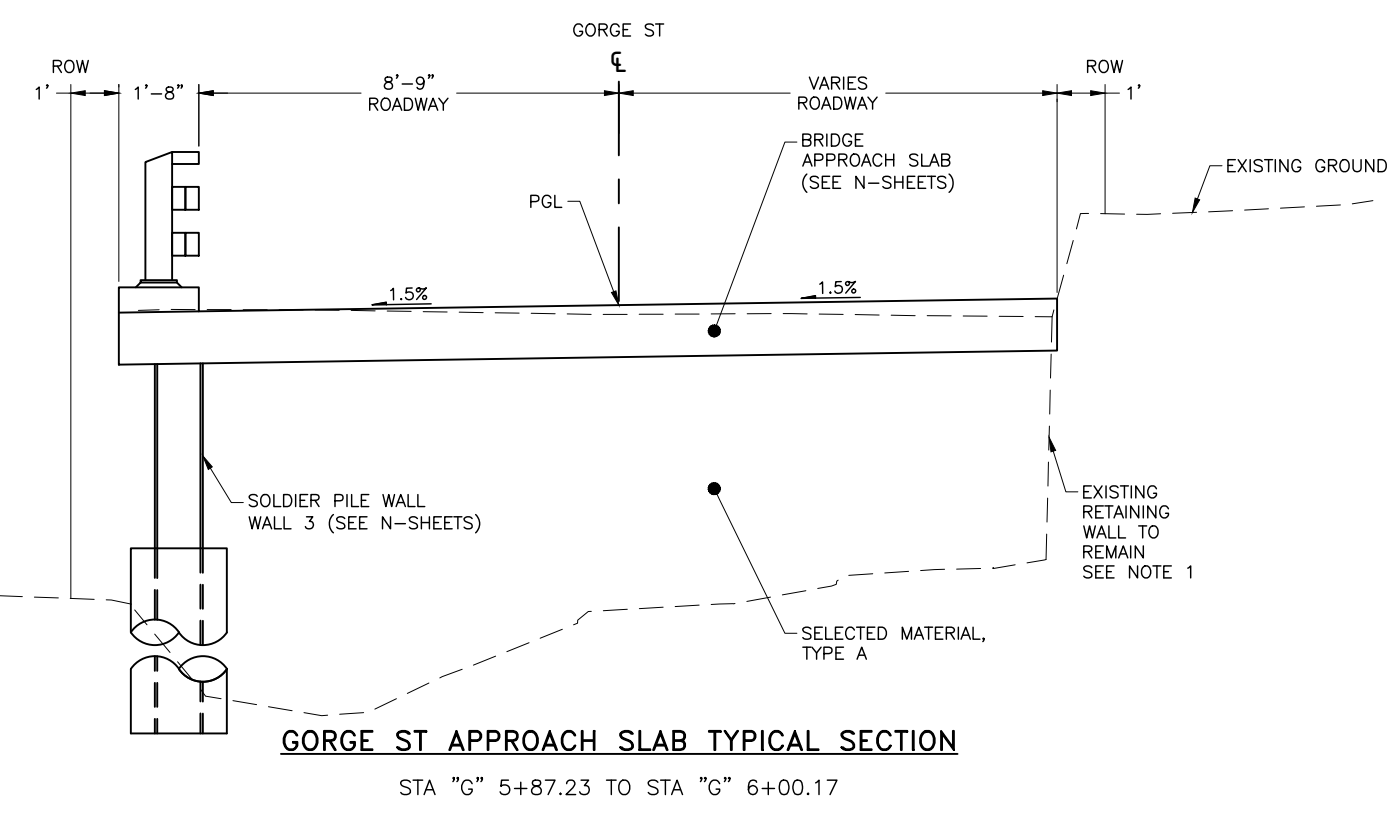 GORGE ST
℄
ROW
ROW
1'
1'-8"
8'-9"
ROADWAY
VARIES
ROADWAY
1'
BRIDGE
APPROACH SLAB
(SEE N-SHEETS)
EXISTING GROUND
PGL
1.5%
1.5%
SOLDIER PILE WALL
WALL 3 (SEE N-SHEETS)
EXISTING
RETAINING
WALL TO
REMAIN
SEE NOTE 1
SELECTED MATERIAL,
TYPE A
GORGE ST APPROACH SLAB TYPICAL SECTION
STA "G" 5+87.23 TO STA "G" 6+00.17